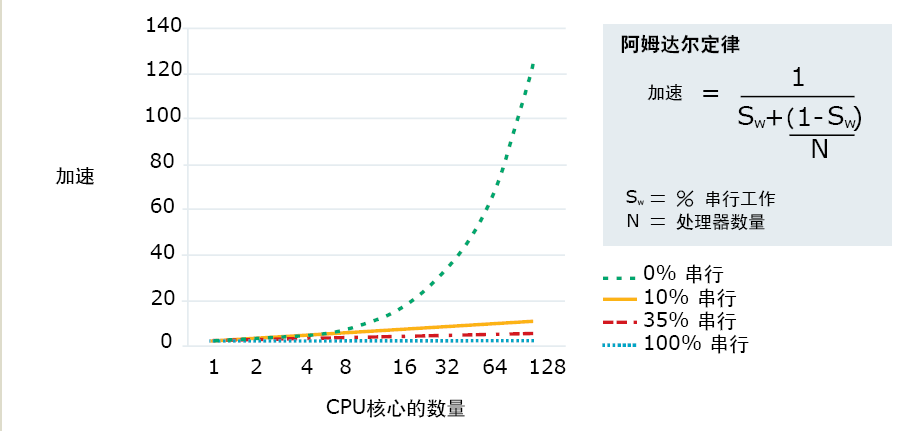 140
120
100
80
60
40
20
0
加速
1 2 4 8 16 32 64 128
CPU核心的数量
阿姆达尔定律
加速 =
1
Sw+(1-Sw)
N
Sw = % 串行工作
N = 处理器数量
0% 串行
10% 串行
35% 串行
100% 串行